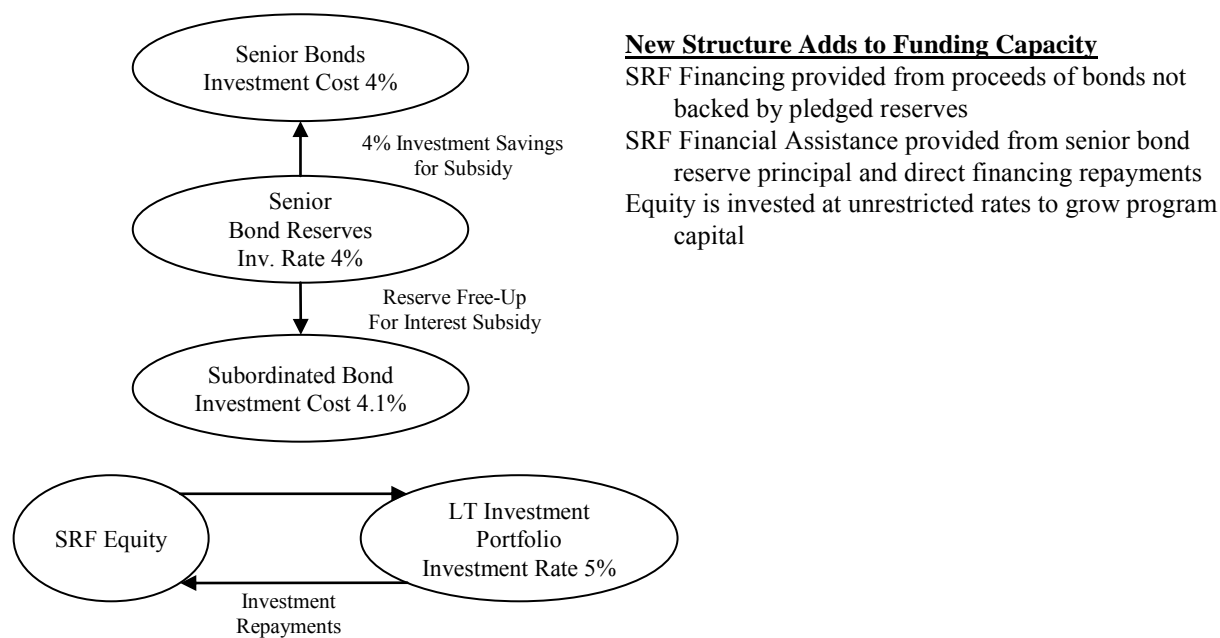 Senior Bonds
Investment Cost 4%
4% Investment Savings
for Subsidy
Senior
Bond Reserves
Inv. Rate 4%
Reserve Free-Up
For Interest Subsidy
Subordinated Bond
Investment Cost 4.1%
SRF Equity
LT Investment
Portfolio
Investment Rate 5%
Investment
Repayments
New Structure Adds to Funding Capacity
SRF Financing provided from proceeds of bonds not
backed by pledged reserves
SRF Financial Assistance provided from senior bond
reserve principal and direct financing repayments
Equity is invested at unrestricted rates to grow program
capital